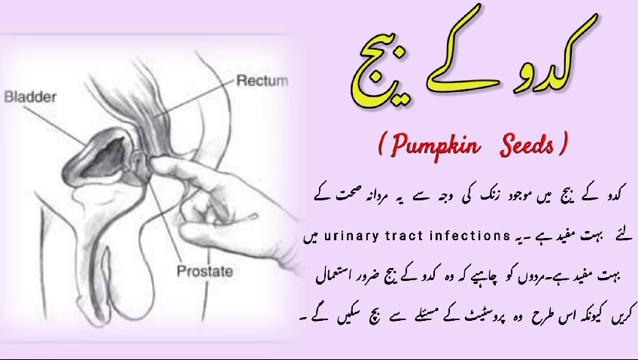 کدو کے بیج
(Pumpkin Seeds)
کدو کے بیج میں موجود زنک کی وجہ سے یہ مردانہ صحت کے
لئے بہت مفید ہے ۔یہ urinary tract infections میں
بہت مفید ہے۔مردوں کو چاہیے کہ وہ کدو کے بیج ضرور استعمال
کریں کیونکہ اس طرح وہ پروسٹیٹ کے مسئلے سے بچ سکیں گے ۔
Rectum
Bladder
Prostate